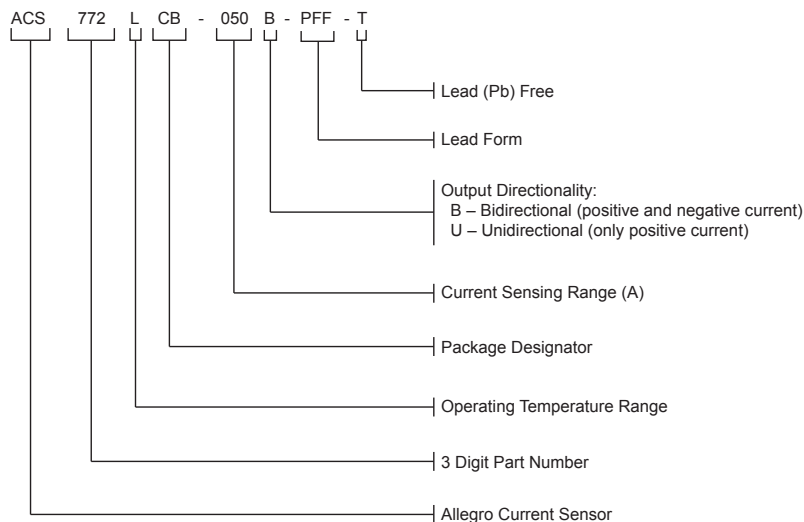 ACS 772 L CB - 050 B - PFF - T
Lead (Pb) Free
Lead Form
Output Directionality:
B – Bidirectional (positive and negative current)
U – Unidirectional (only positive current)
Current Sensing Range (A)
Package Designator
Operating Temperature Range
3 Digit Part Number
Allegro Current Sensor